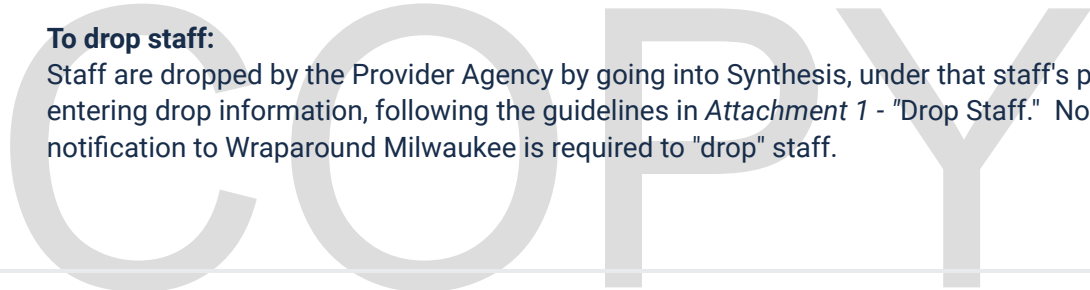 COPY
To drop staff:
Staff are dropped by the Provider Agency by going into Synthesis, under that staff's
entering drop information, following the guidelines in Attachment 1 - "Drop Staff."  No
notification to Wraparound Milwaukee is required to "drop" staff.